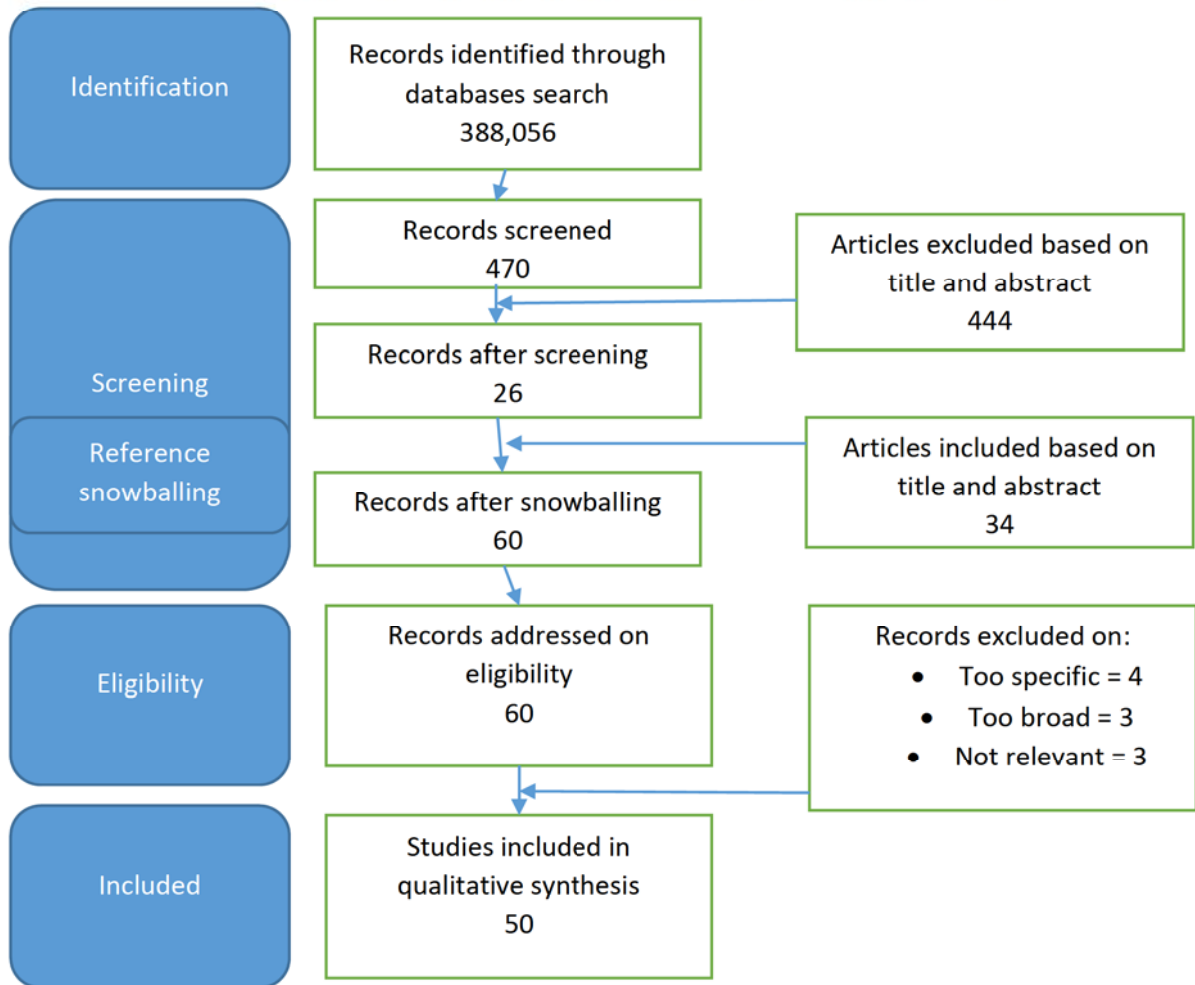 Identification
Records identified through
databases search
388,056
Records screened
470
Articles excluded based on
title and abstract
444
Screening
Records after screening
26
Reference
snowballing
Articles included based on
title and abstract
34
Records after snowballing
60
Eligibility
Records addressed on
eligibility
60
Records excluded on:
• Too specific = 4
• Too broad = 3
• Not relevant = 3
Included
Studies included in
qualitative synthesis
50